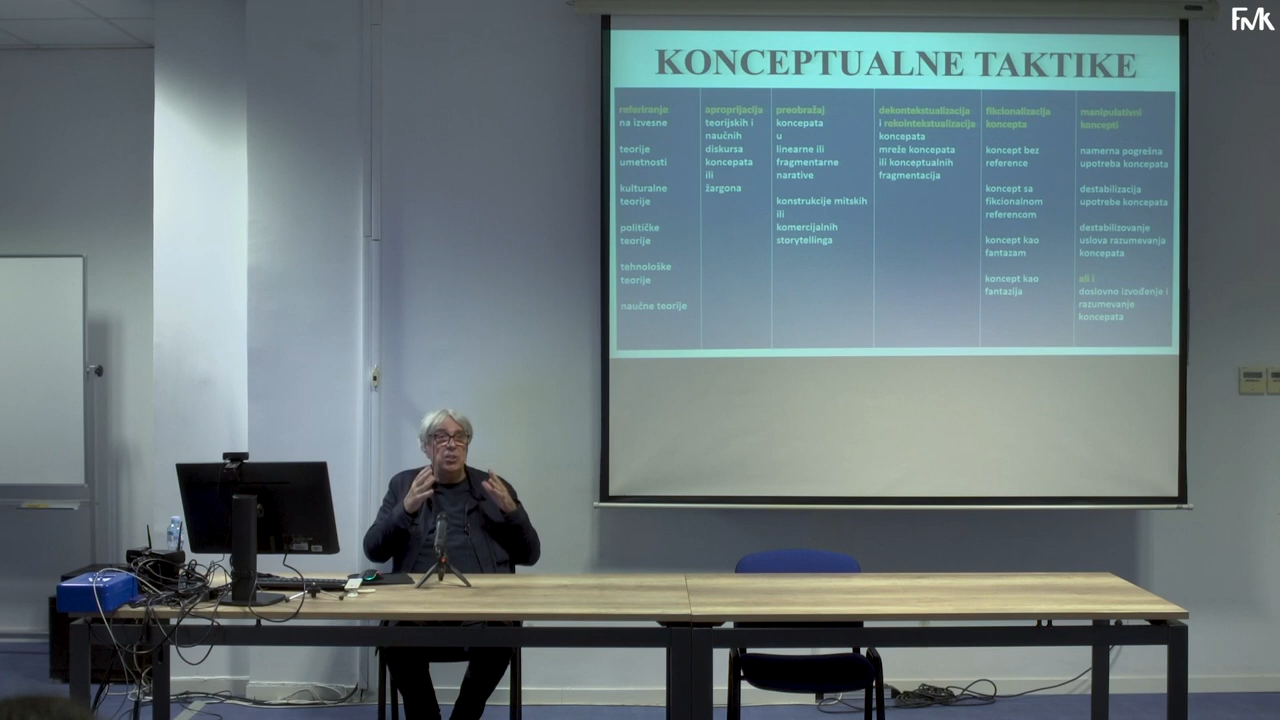 FMK
KONCEPTUALNE TAKTIKE
referiranje
na izvesne
teorije
umetnosti
kulturalne
teorije
političke
teorije
tehnološke
teorije
naučne teorije
aproprijacija
teorijskih i
naučnih
diskursa
koncepata
ili
žargona
preobražaj
koncepata
u
linearne ili
fragmentarne
narative
konstrukcije mitskih
ili
komercijalnih
storytellinga
dekontekstualizacija
i rekointekstualizacija
koncepata
mreže koncepata
ili konceptualnih
fragmentacija
fikcionalizacija
koncepta
koncept bez
reference
koncept sa
fikcionalnom
referencom
koncept kao
fantazam
koncept kao
fantazija
manipulativni
koncepti
namerna pogrešna
upotreba koncepata
destabilizacija
upotrebe koncepata
destabilizovanje
uslova razumevanja
koncepata
ali i
doslovno izvođenje i
razumevanje
koncepata